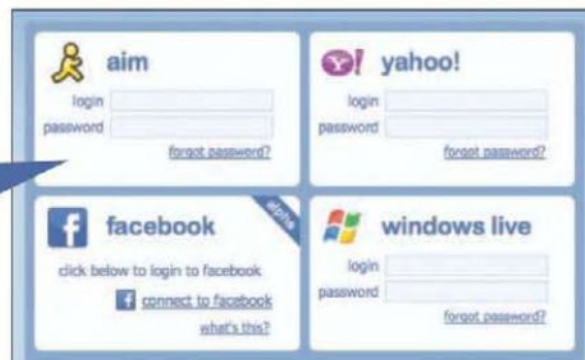 aim
login
password
forgot password?
yahoo!
login
password
forgot password?
facebook
alpha
click below to login to facebook
connect to facebook
what's this?
windows live
login
password
forgot password?